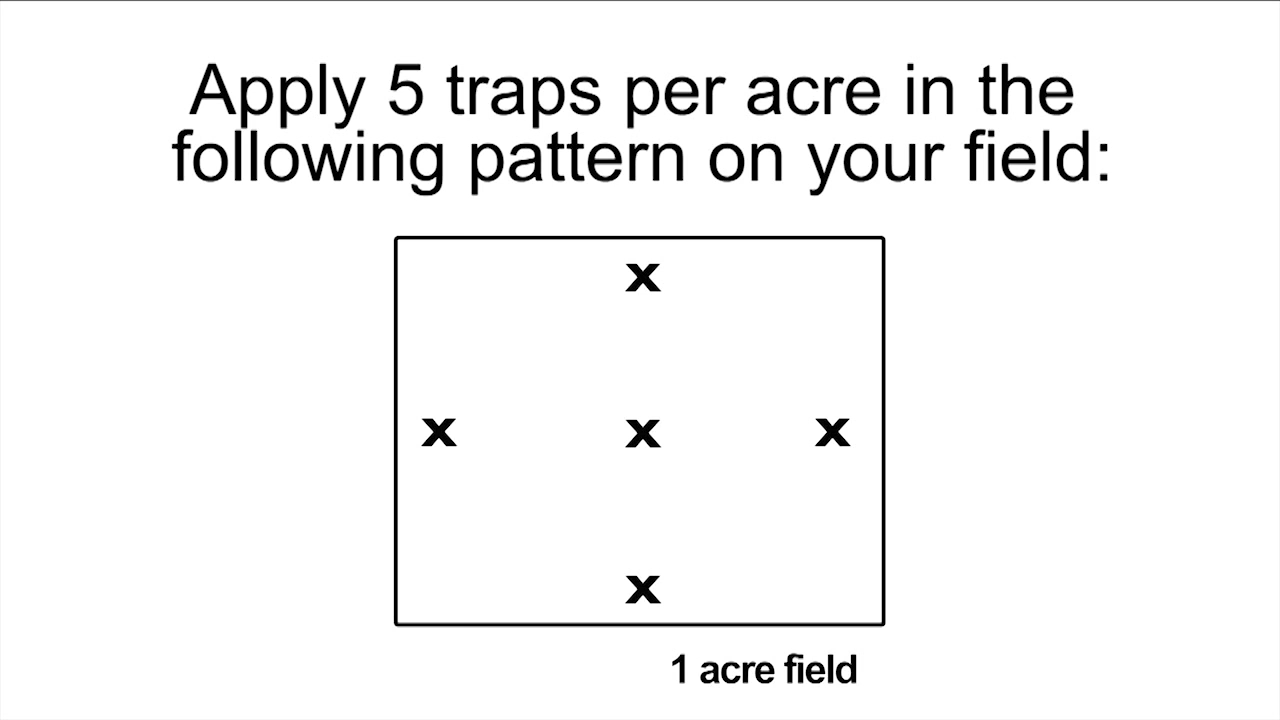 Apply 5 traps per acre in the
following pattern on your field:
x
x x x
x
1 acre field